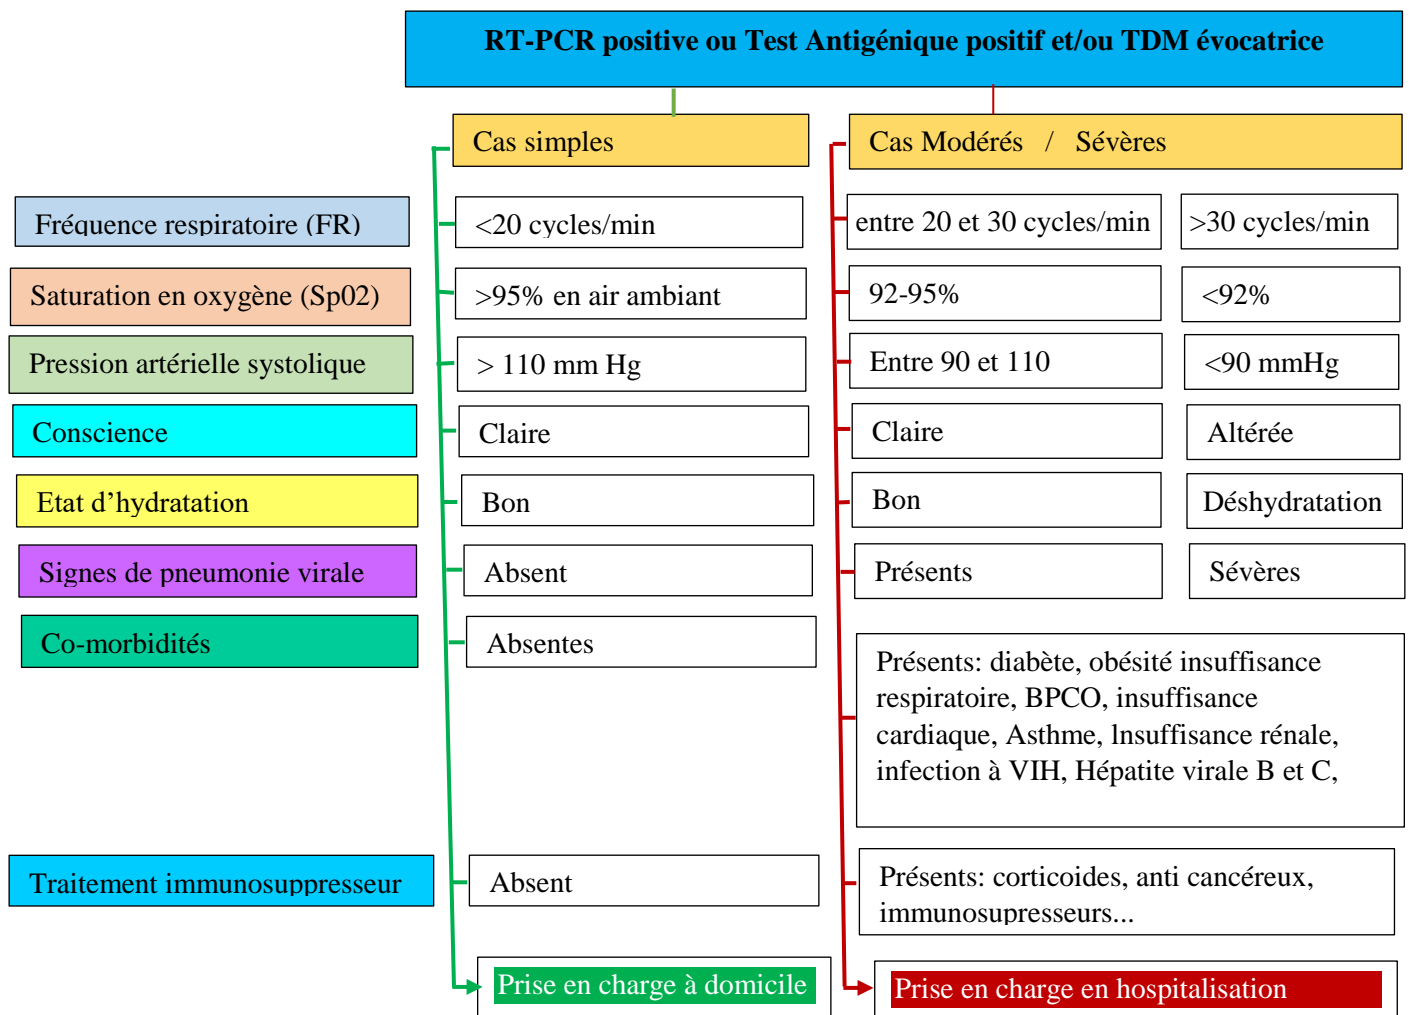 RT-PCR positive ou Test Antigénique positif et/ou TDM évocatrice
Cas simples
Cas Modérés / Sévères
Fréquence respiratoire (FR)
<20 cycles/min
entre 20 et 30 cycles/min
>30 cycles/min
Saturation en oxygène (Sp02)
>95% en air ambiant
92-95%
<92%
Pression artérielle systolique
> 110 mm Hg
Entre 90 et 110
<90 mmHg
Conscience
Claire
Claire
Altérée
Etat d’hydratation
Bon
Bon
Déshydratation
Signes de pneumonie virale
Absent
Présents
Sévères
Co-morbidités
Absentes
Présents: diabète, obésité insuffisance
respiratoire, BPCO, insuffisance
cardiaque, Asthme, lnsuffisance rénale,
infection à VIH, Hépatite virale B et C,
Traitement immunosuppresseur
Absent
Présents: corticoides, anti cancéreux,
immunosupresseurs...
Prise en charge à domicile
Prise en charge en hospitalisation